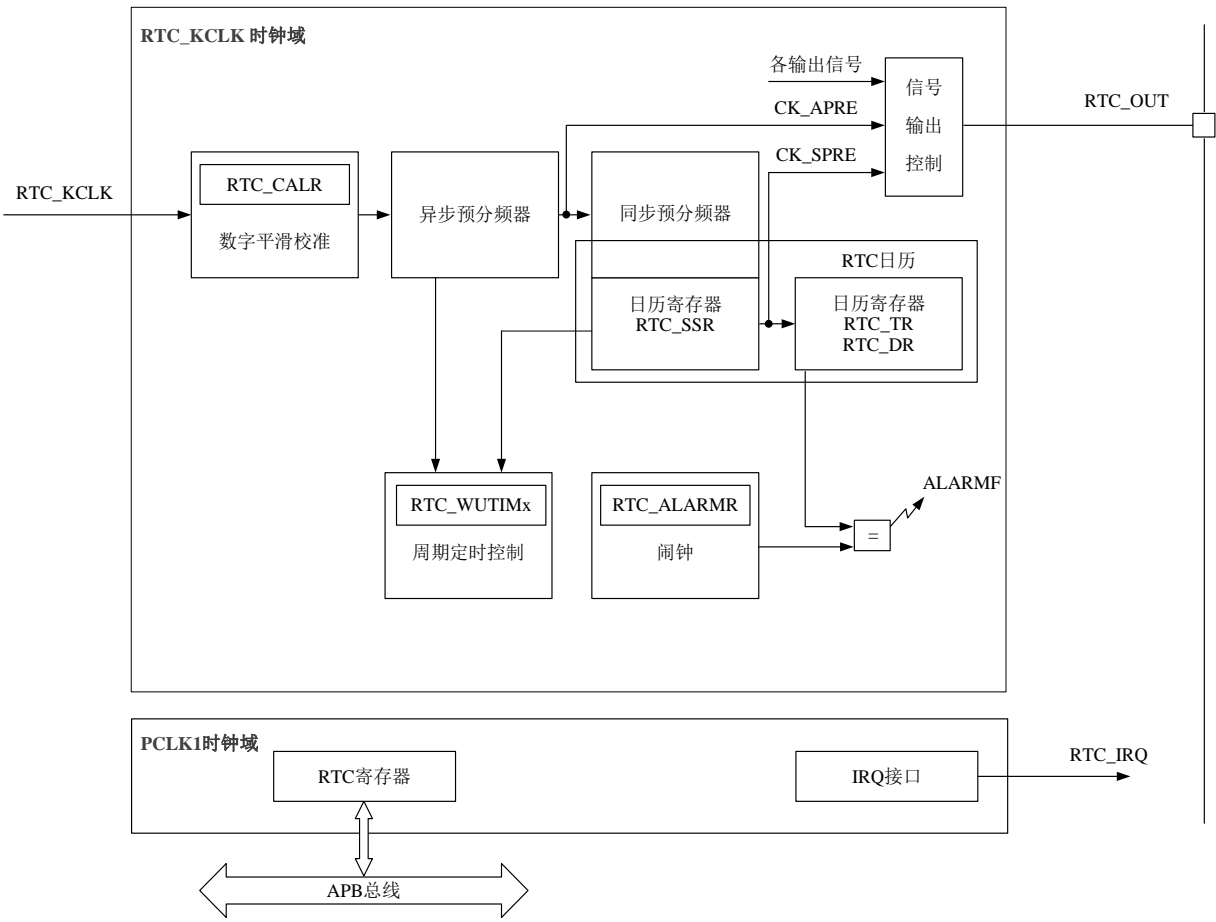 RTC_KCLK 时钟域
各输出信号
信号
输出
控制
RTC_OUT
CK_APRE
CK_SPRE
RTC_KCLK
RTC_CALR
数字平滑校准
异步预分频器
同步预分频器
RTC日历
日历寄存器
RTC_SSR
日历寄存器
RTC_TR
RTC_DR
RTC_WUTIMx
周期定时控制
RTC_ALARMR
闹钟
=
ALARMF
PCLK1时钟域
RTC寄存器
IRQ接口
RTC_IRQ
APB总线